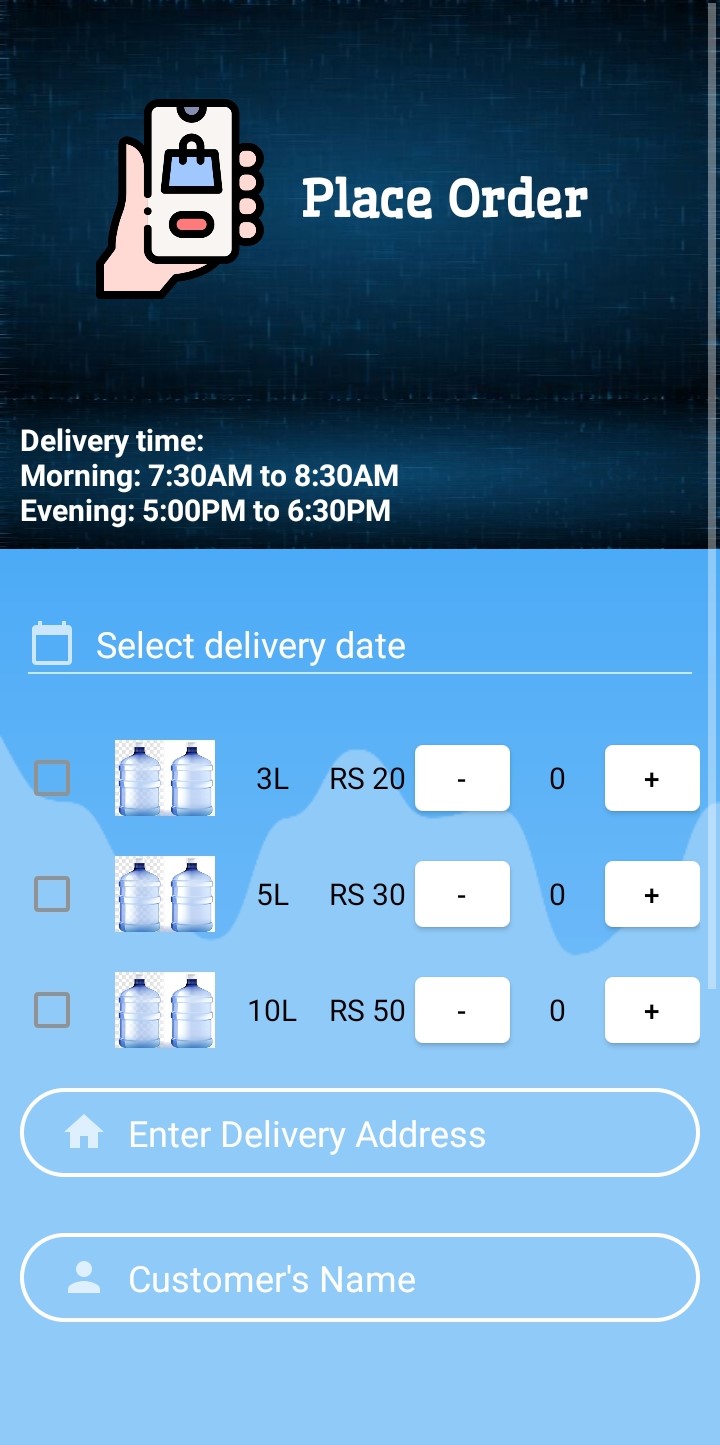 Place Order
Delivery time:
Morning: 7:30AM to 8:30AM
Evening: 5:00PM to 6:30PM
Select delivery date
3L RS 20 - 0 +
5L RS 30 - 0 +
10L RS 50 - 0 +
Enter Delivery Address
Customer's Name